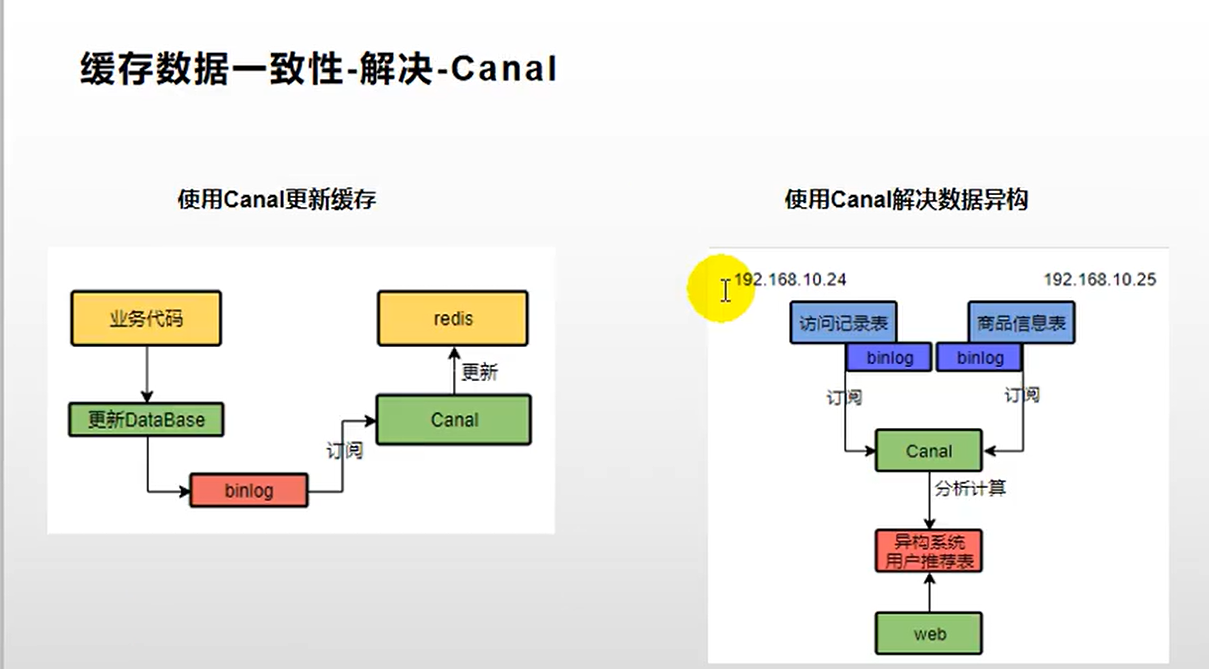 缓存数据一致性-解决-Canal
使用Canal更新缓存
业务代码
redis
更新
更新DataBase
Canal
订阅
binlog
使用Canal解决数据异构
192.168.10.24
192.168.10.25
访问记录表
商品信息表
binlog
binlog
订阅
订阅
Canal
分析计算
异构系统
用户推荐表
web